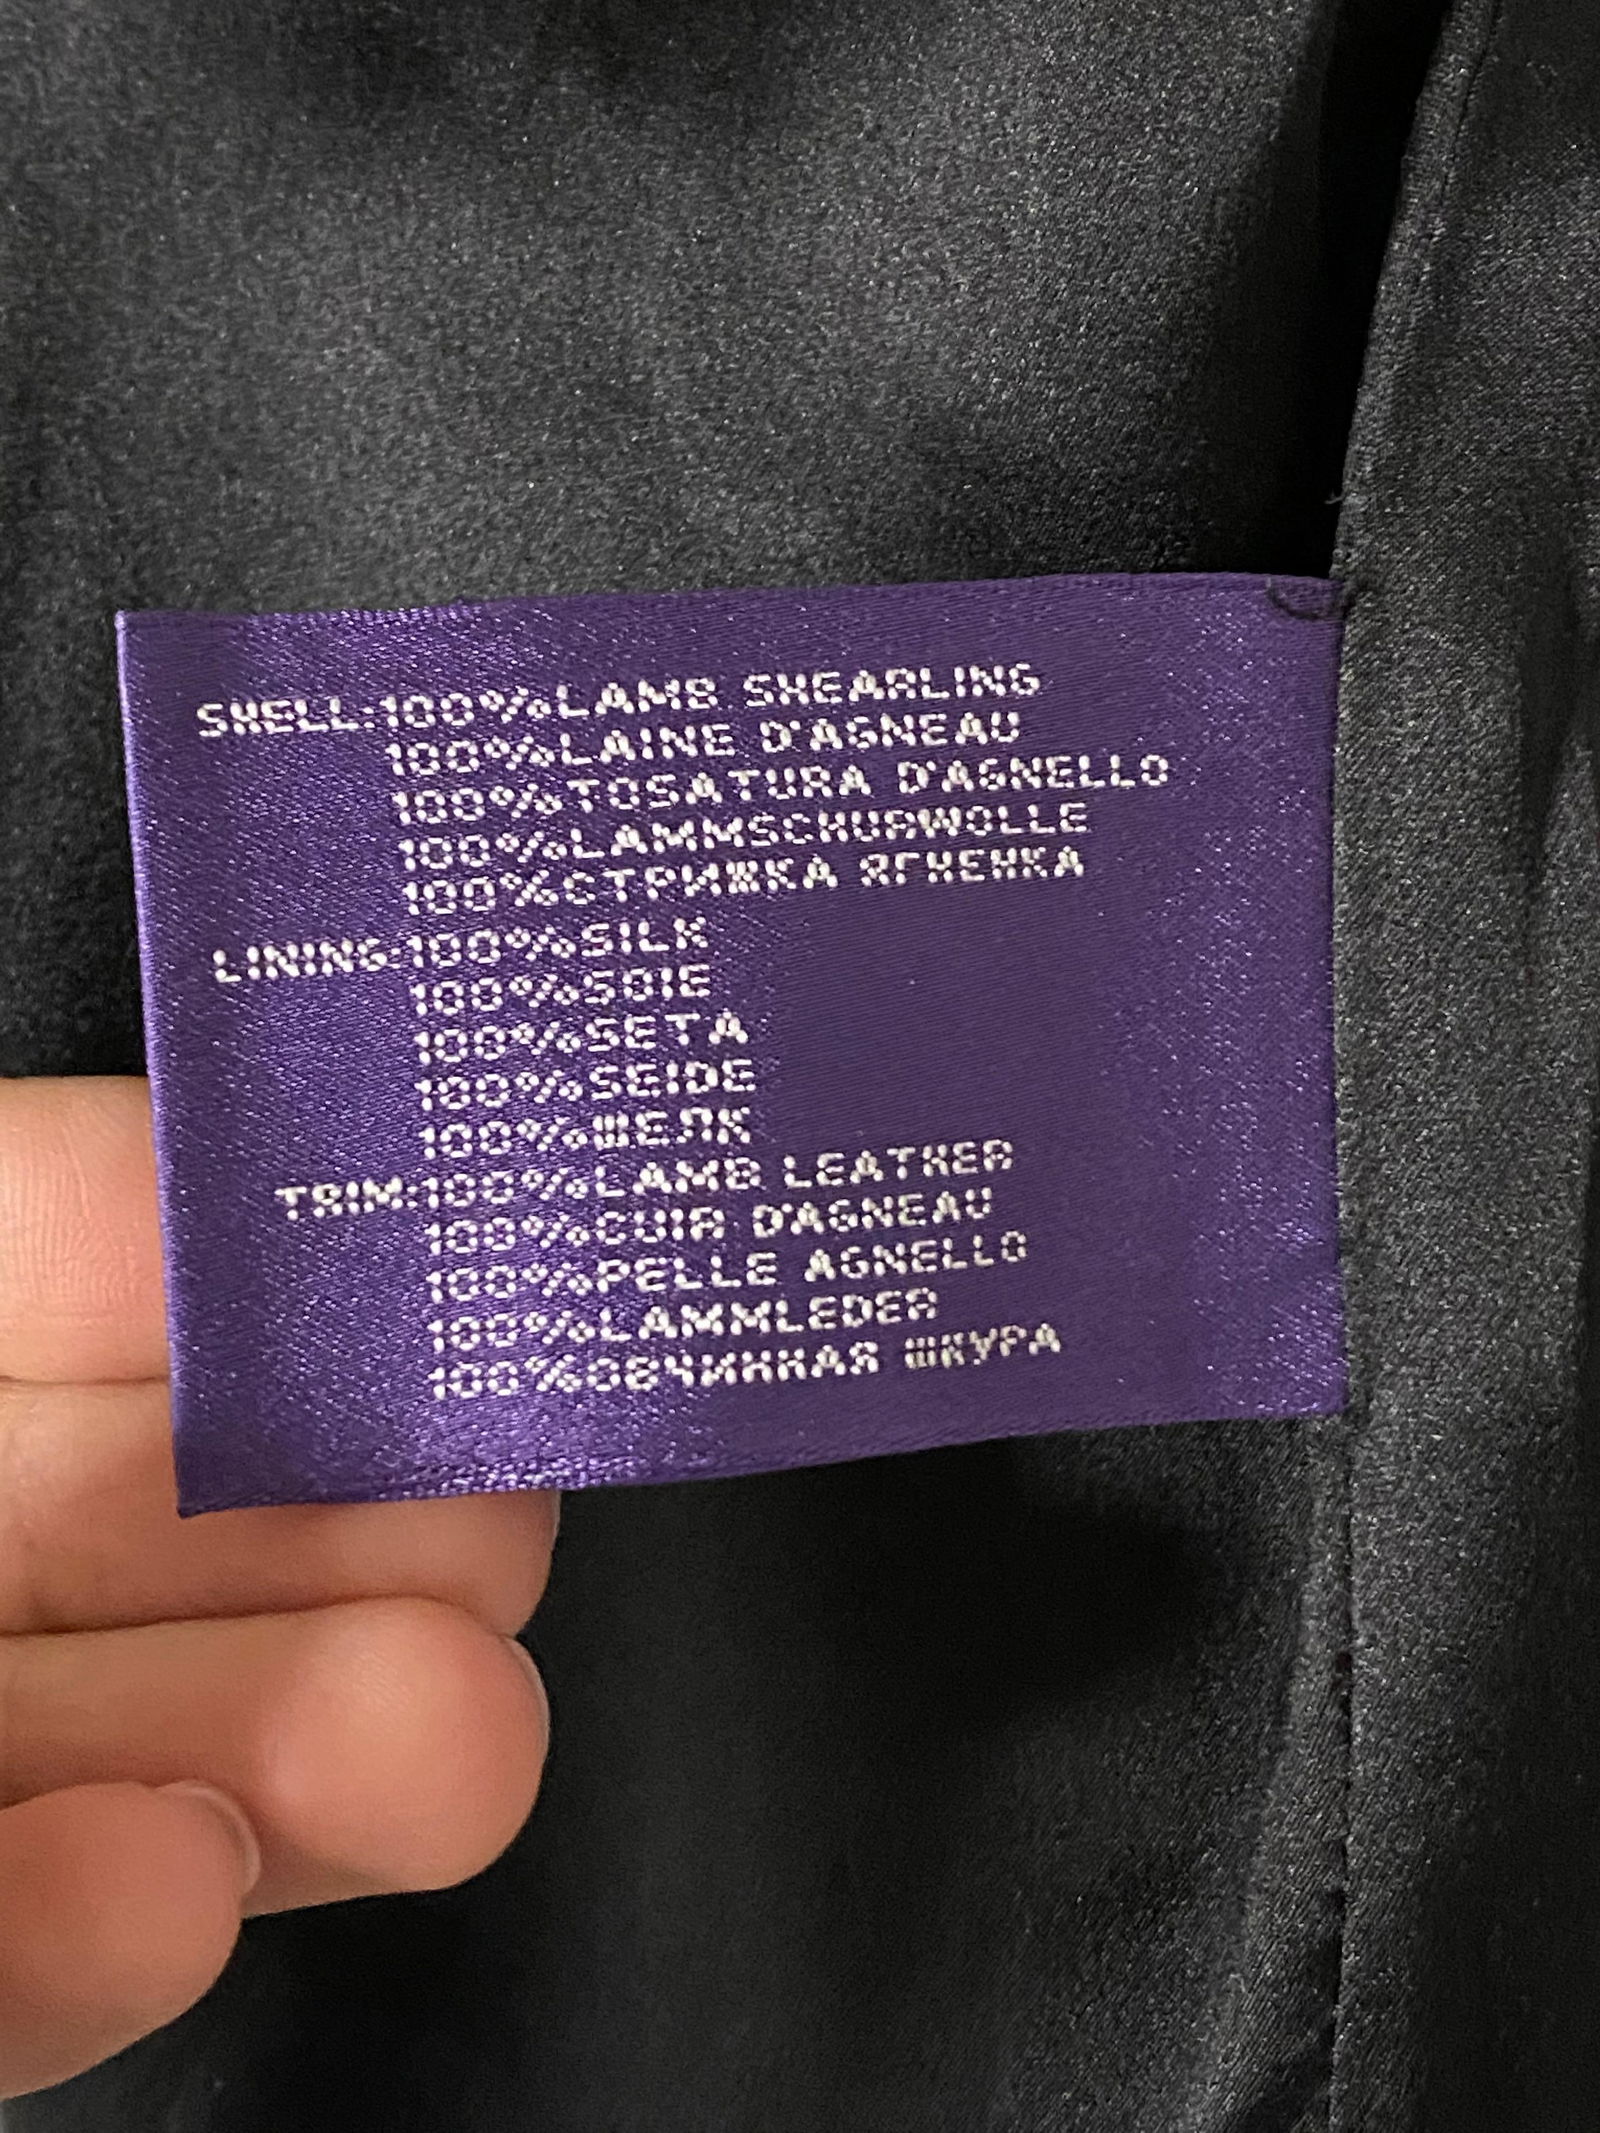 SHELL:100%LAMB SHEARLING
100%LAINE D'AGNEAU
100%TOSATURA D'AGNELLO
100%LAMMSCHURWOLLE
100%СТРИЖКА ЯГНЕНКА
LINING:100%SILK
100%SOIE
100%SETA
100%SEIDE
100%ШЕЛК
TRIM:100%LAMB LEATHER
100%CUIR D'AGNEAU
100%PELLE AGNELLO
100%LAMMLEDER
100%ОВЧИННАЯ ШКУРА